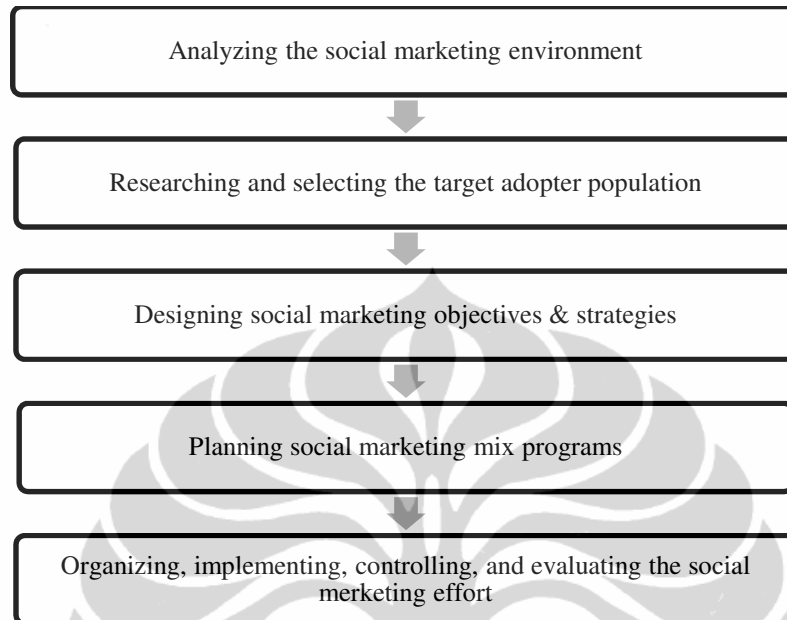 Analyzing the social marketing environment
Researching and selecting the target adopter population
Designing social marketing objectives & strategies
Planning social marketing mix programs
Organizing, implementing, controlling, and evaluating the social
merketing effort